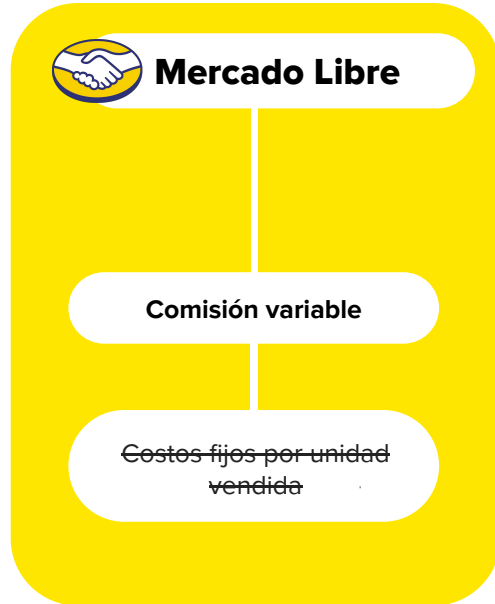 Mercado Libre
Comisión variable
Costos fijos por unidad
vendida